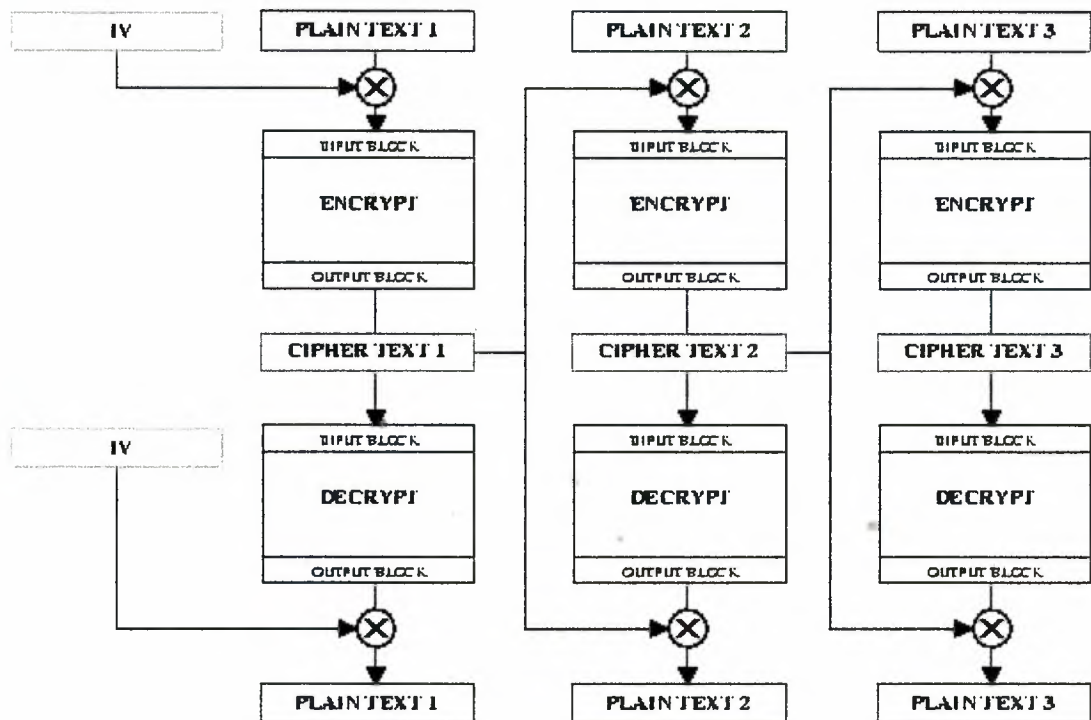 IV PLAIN TEXT 1 PLAIN TEXT 2 PLAIN TEXT 3
INPUT BLOCK INPUT BLOCK INPUT BLOCK
ENCRYPT ENCRYPT ENCRYPT
OUTPUT BLOCK OUTPUT BLOCK OUTPUT BLOCK
CIPHER TEXT 1 CIPHER TEXT 2 CIPHER TEXT 3
IV INPUT BLOCK INPUT BLOCK INPUT BLOCK
DECRYPT DECRYPT DECRYPT
OUTPUT BLOCK OUTPUT BLOCK OUTPUT BLOCK
PLAIN TEXT 1 PLAIN TEXT 2 PLAIN TEXT 3